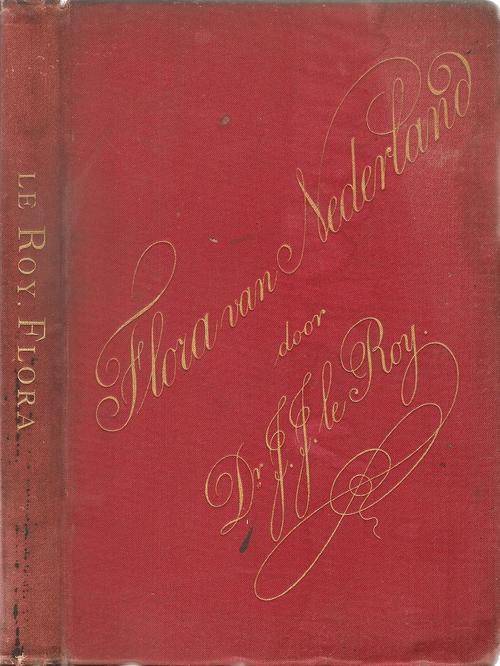 LE ROY. FLORA
Flora van Nederland
door
Dr. J. J. le Roy.